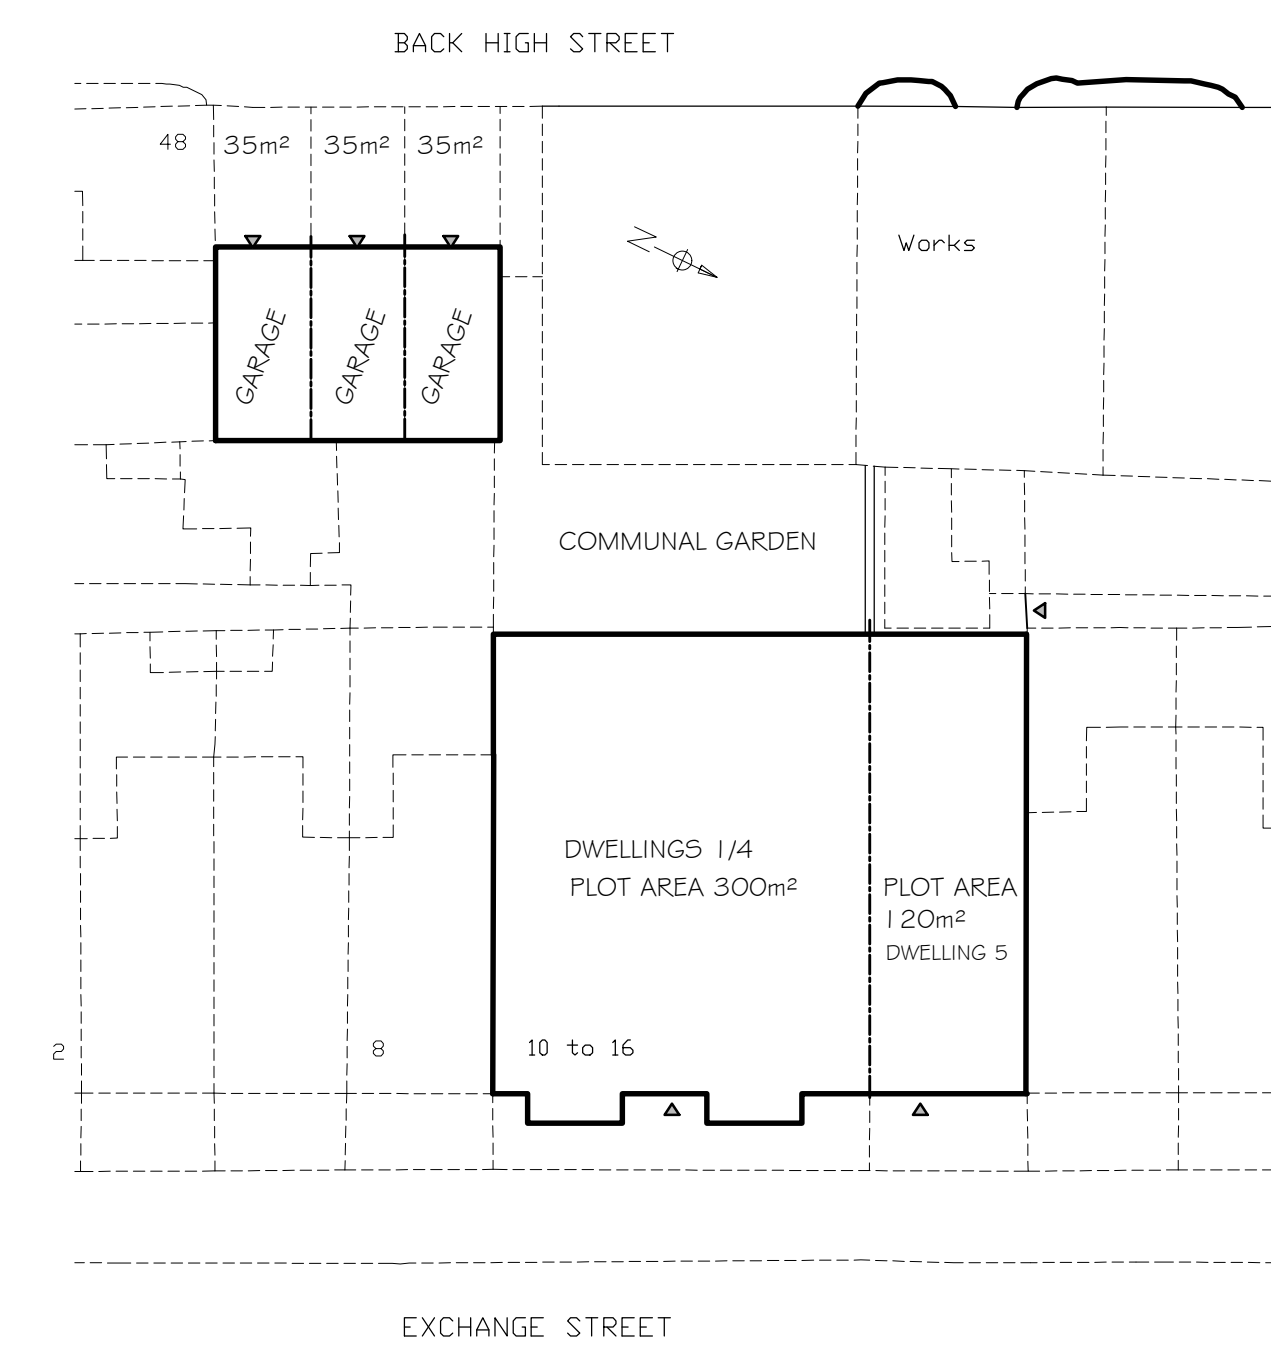 BACK HIGH STREET
48
35m² 35m² 35m²
N
Works
GARAGE GARAGE GARAGE
COMMUNAL GARDEN
DWELLINGS 1/4
PLOT AREA 300m²
PLOT AREA
120m²
DWELLING 5
2
8
10 to 16
EXCHANGE STREET